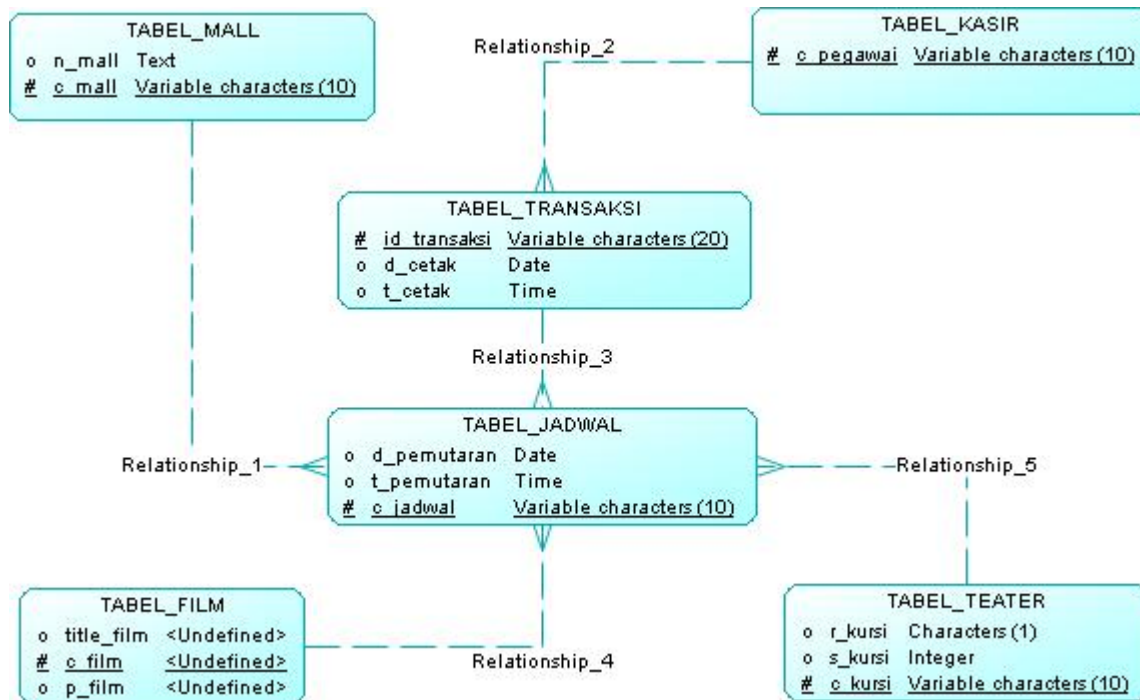 TABEL_MALL
o n_mall Text
# c_mall Variable characters (10)
Relationship_2
TABEL_KASIR
# c_pegawai Variable characters (10)
TABEL_TRANSAKSI
# id_transaksi Variable characters (20)
o d_cetak Date
o t_cetak Time
Relationship_3
TABEL_JADWAL
o d_pemutaran Date
o t_pemutaran Time
# c_jadwal Variable characters (10)
Relationship_1
Relationship_5
TABEL_FILM
o title_film <Undefined>
# c_film <Undefined>
o p_film <Undefined>
Relationship_4
TABEL_TEATER
o r_kursi Characters (1)
o s_kursi Integer
# c_kursi Variable characters (10)